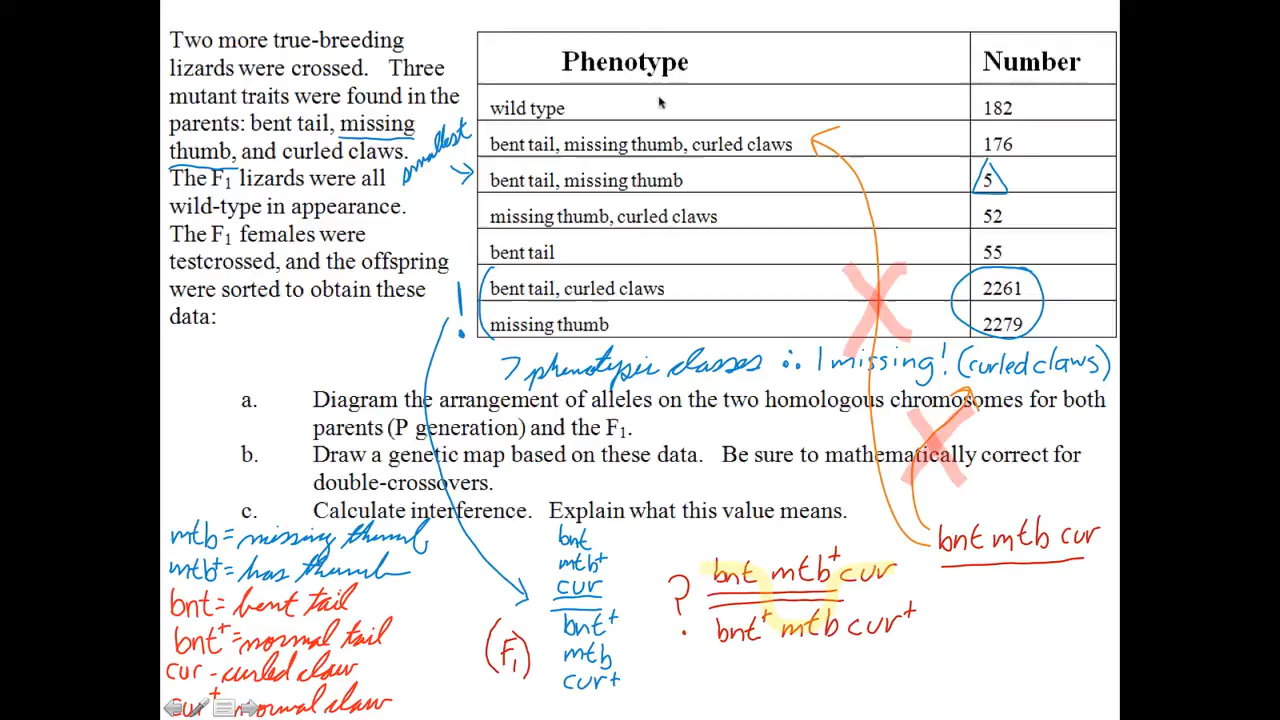 Two more true-breeding
lizards were crossed. Three
mutant traits were found in the
parents: bent tail, missing
thumb, and curled claws.
The F1 lizards were all
wild-type in appearance.
The F1 females were
testcrossed, and the offspring
were sorted to obtain these
data:
smallest
Phenotype Number
wild type 182
bent tail, missing thumb, curled claws 176
bent tail, missing thumb 5
missing thumb, curled claws 52
bent tail 55
bent tail, curled claws 2261
missing thumb 2279
!
7 phenotypic classes ∴ 1 missing! (curled claws)
a. Diagram the arrangement of alleles on the two homologous chromosomes for both
parents (P generation) and the F1.
b. Draw a genetic map based on these data. Be sure to mathematically correct for
double-crossovers.
c. Calculate interference. Explain what this value means.
mtb = missing thumb
mtb+ = has thumb
bnt = bent tail
bnt+ = normal tail
cur - curled claw
cur+ normal claw
(F1)
bnt
mtb+
cur
bnt+
mtb
cur+
?
bnt mtb+ cur
bnt+ mtb cur+
bnt mtb cur